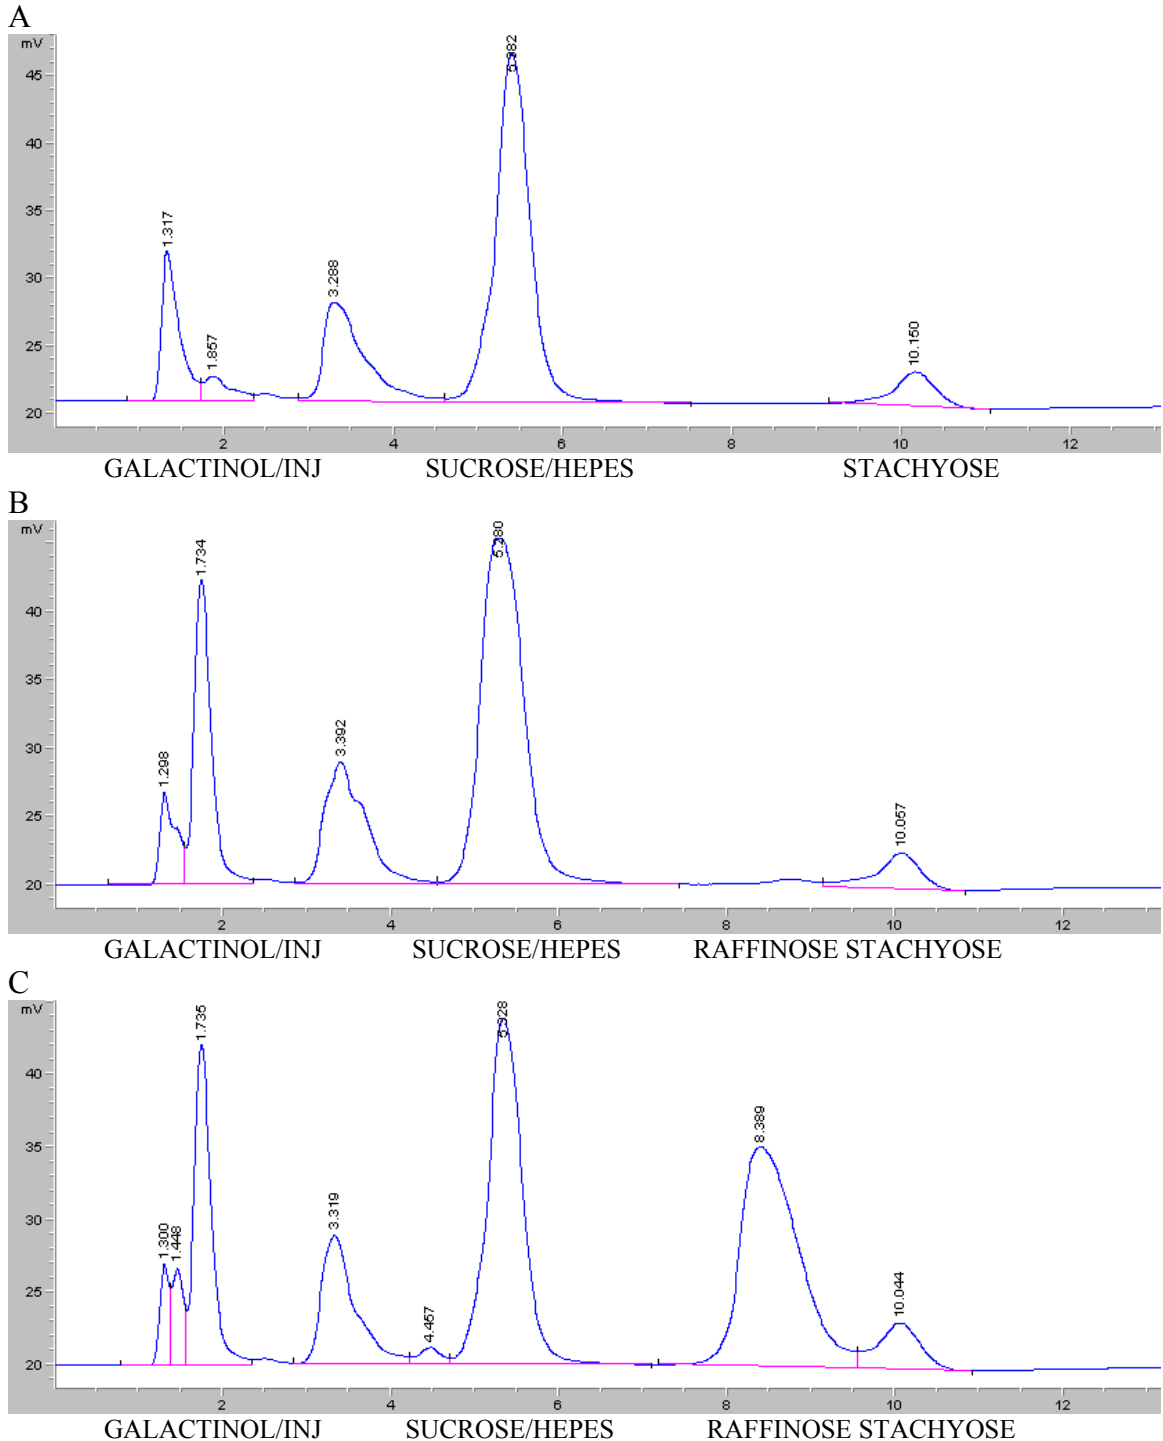 A
mV
45
40
35
30
25
20
1.317
1.857
3.288
5.382
10.150
2 4 6 8 10 12
GALACTINOL/INJ SUCROSE/HEPES STACHYOSE
B
mV
40
35
30
25
20
1.298
1.734
3.392
5.280
10.057
2 4 6 8 10 12
GALACTINOL/INJ SUCROSE/HEPES RAFFINOSE STACHYOSE
C
mV
40
35
30
25
20
1.300
1.448
1.735
3.319
4.457
5.328
8.389
10.044
2 4 6 8 10 12
GALACTINOL/INJ SUCROSE/HEPES RAFFINOSE STACHYOSE